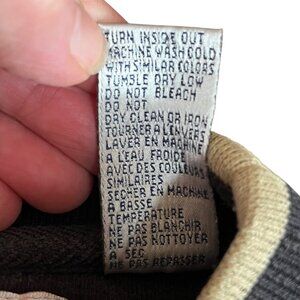 TURN INSIDE OUT
MACHINE WASH COLD
WITH SIMILAR COLORS
TUMBLE DRY LOW
DO NOT BLEACH
DO NOT
DRY CLEAN OR IRON
TOURNER A L'ENVERS
LAVER EN MACHINE
A L'EAU FROIDE
AVEC DES COULEURS
SIMILAIRES
SECHER EN MACHINE
A BASSE
TEMPERATURE
NE PAS BLANCHIR
NE PAS NOTTOYER
A SEC
NE PAS REPASSER